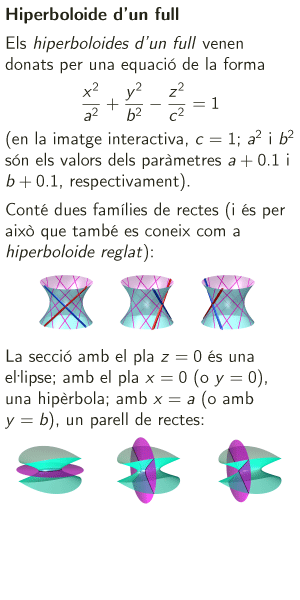 Hiperboloide d'un full
Els hiperboloides d'un full venen
donats per una equació de la forma
x²/a² + y²/b² − z²/c² = 1
(en la imatge interactiva, c = 1; a² i b²
són els valors dels paràmetres a + 0.1 i
b + 0.1, respectivament).
Conté dues famílies de rectes (i és per
això que també es coneix com a
hiperboloide reglat):
La secció amb el pla z = 0 és una
el·lipse; amb el pla x = 0 (o y = 0),
una hipèrbola; amb x = a (o amb
y = b), un parell de rectes: